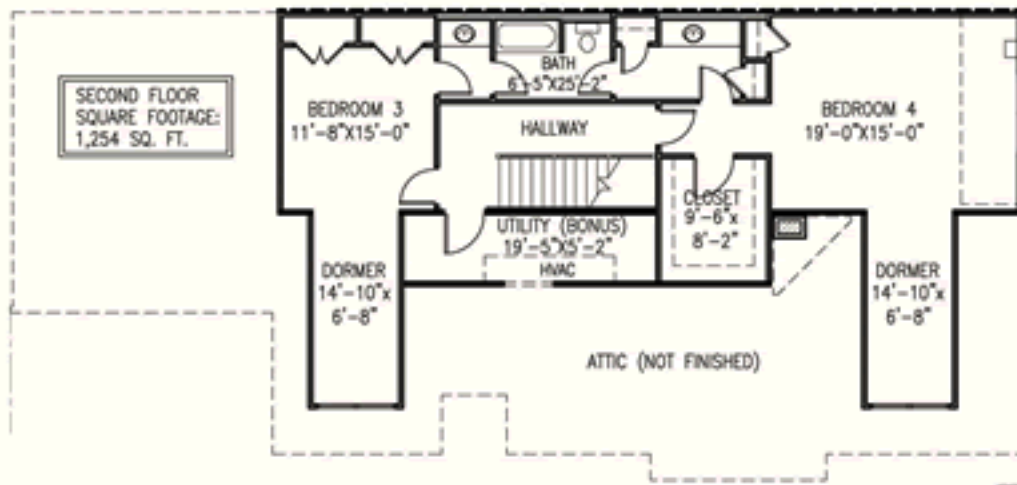 SECOND FLOOR
SQUARE FOOTAGE:
1,254 SQ. FT.
BEDROOM 3
11'-8"X15'-0"
BATH
6'-5"X25'-2"
HALLWAY
BEDROOM 4
19'-0"X15'-0"
CLOSET
9'-6"x
8'-2"
UTILITY (BONUS)
19'-5"X5'-2"
HVAC
DORMER
14'-10"x
6'-8"
DORMER
14'-10"x
6'-8"
ATTIC (NOT FINISHED)